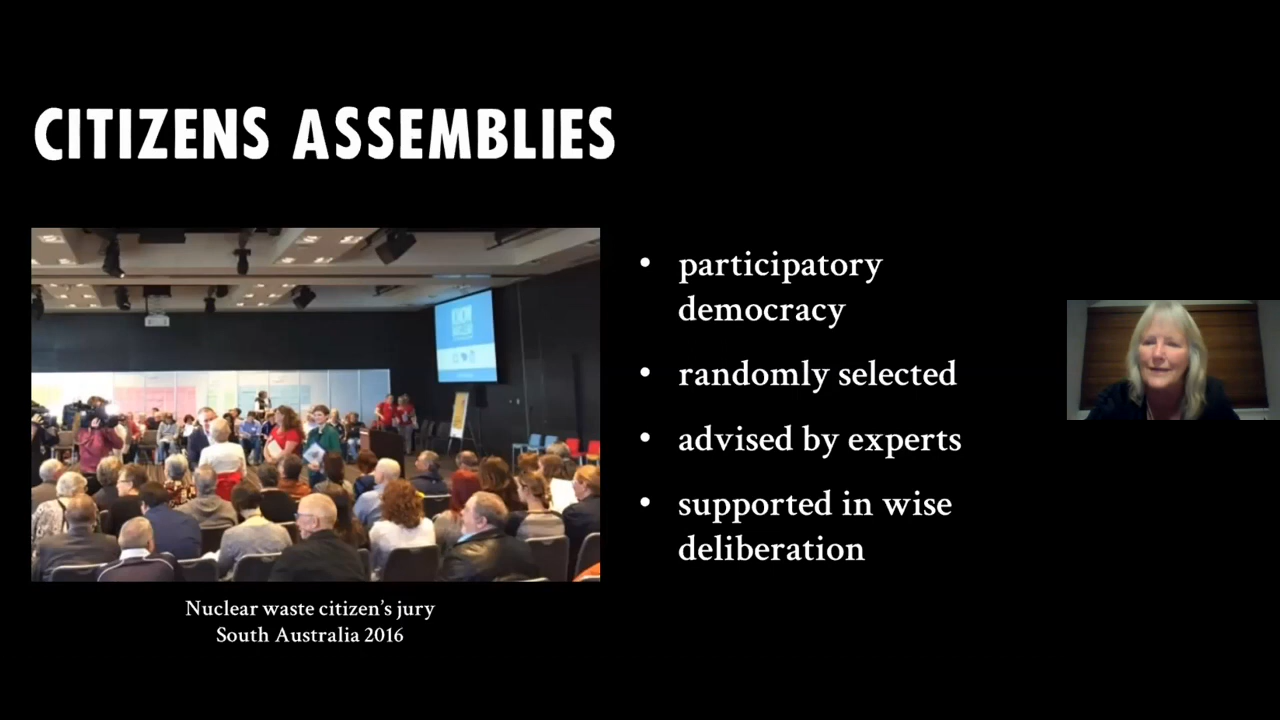 CITIZENS ASSEMBLIES
• participatory
democracy
• randomly selected
• advised by experts
• supported in wise
deliberation
Nuclear waste citizen’s jury
South Australia 2016